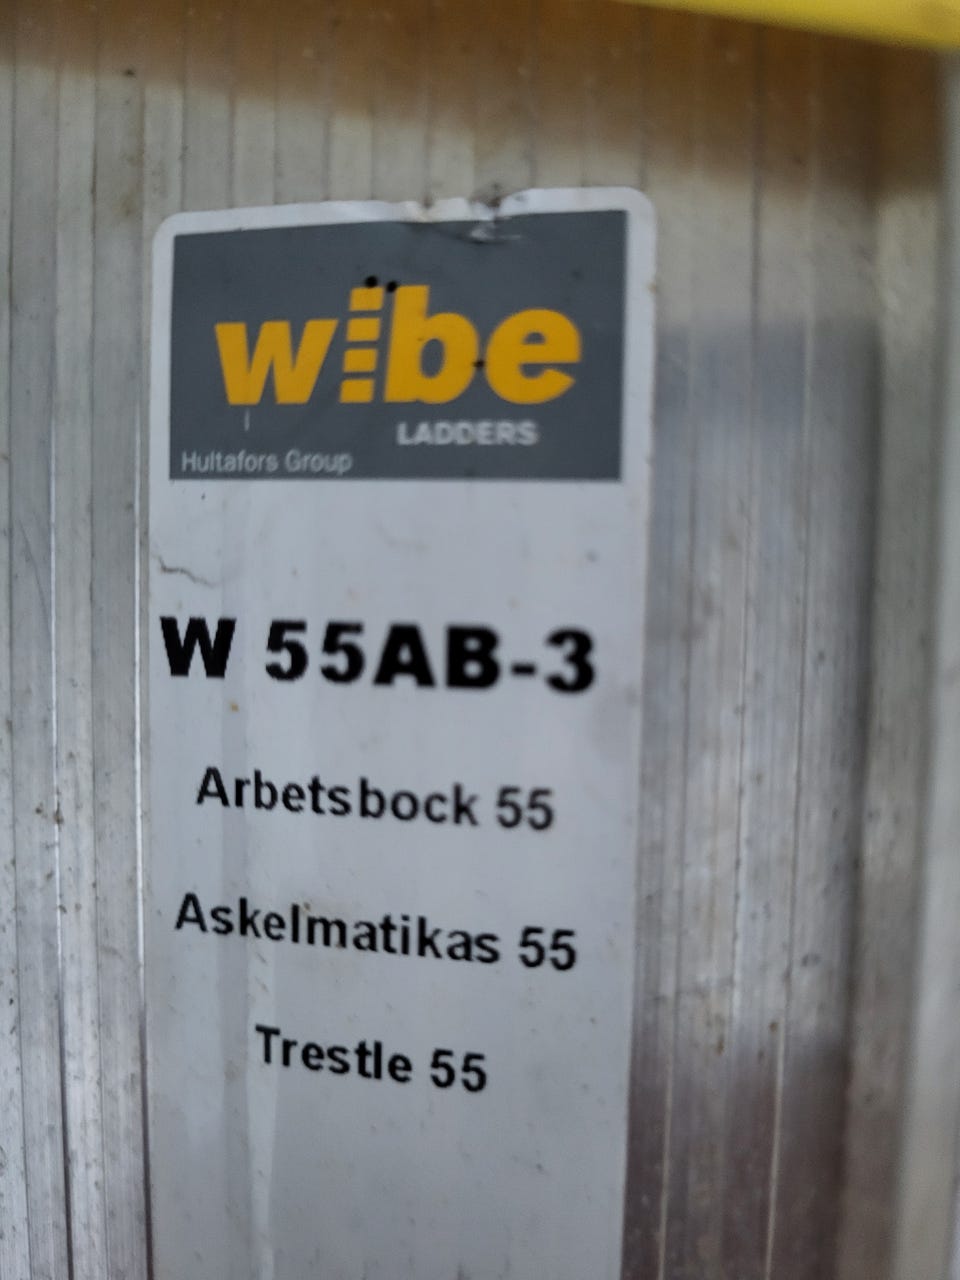 wibe
LADDERS
Hultafors Group
W 55AB-3
Arbetsbock 55
Askelmatikas 55
Trestle 55